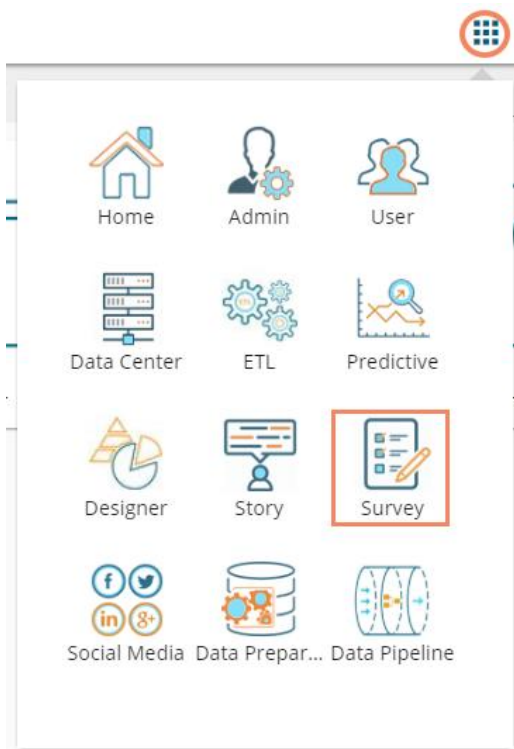 Home Admin User
Data Center ETL Predictive
Designer Story Survey
Social Media Data Prepar... Data Pipeline